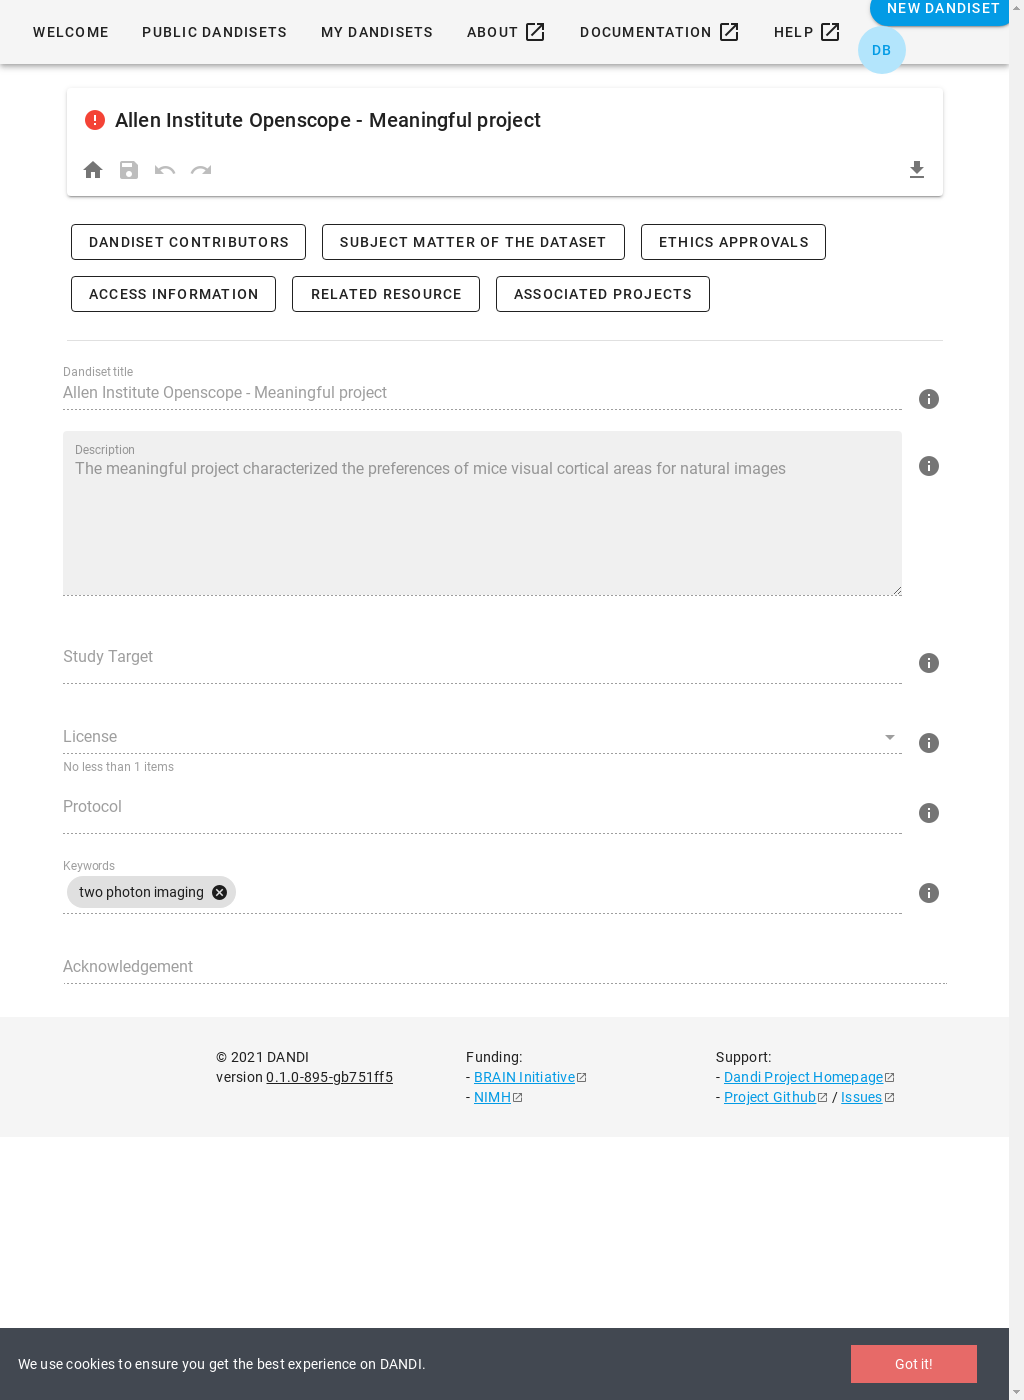 NEW DANDISET
WELCOME PUBLIC DANDISETS MY DANDISETS ABOUT DOCUMENTATION HELP
DB
Allen Institute Openscope - Meaningful project
DANDISET CONTRIBUTORS SUBJECT MATTER OF THE DATASET ETHICS APPROVALS
ACCESS INFORMATION RELATED RESOURCE ASSOCIATED PROJECTS
Dandiset title
Allen Institute Openscope - Meaningful project
Description
The meaningful project characterized the preferences of mice visual cortical areas for natural images
Study Target
License
No less than 1 items
Protocol
Keywords
two photon imaging
Acknowledgement
© 2021 DANDI
version 0.1.0-895-gb751ff5
Funding:
- BRAIN Initiative
- NIMH
Support:
- Dandi Project Homepage
- Project Github / Issues
We use cookies to ensure you get the best experience on DANDI.
Got it!